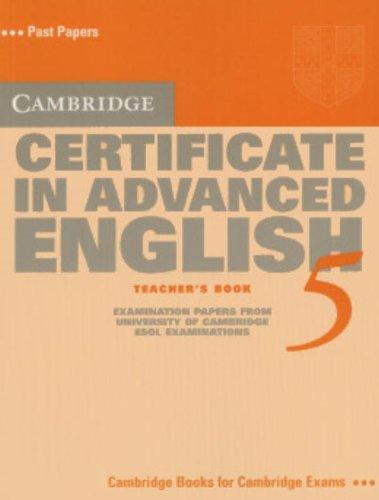 ••• Past Papers
CAMBRIDGE
CERTIFICATE
IN ADVANCED
ENGLISH
5
TEACHER'S BOOK
EXAMINATION PAPERS FROM
UNIVERSITY OF CAMBRIDGE
ESOL EXAMINATIONS
Cambridge Books for Cambridge Exams •••